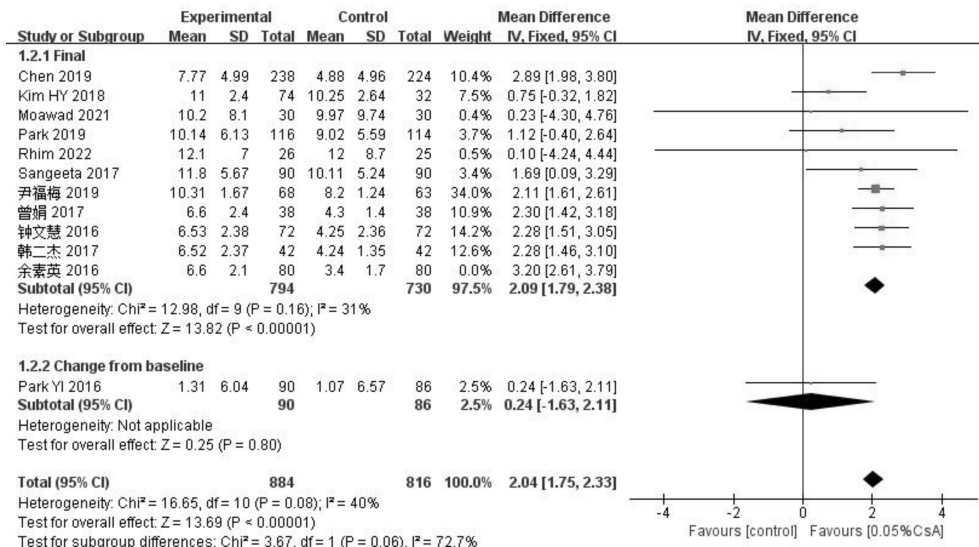 Experimental Control Mean Difference Mean Difference
Study or Subgroup Mean SD Total Mean SD Total Weight IV, Fixed, 95% CI IV, Fixed, 95% CI
1.2.1 Final
Chen 2019 7.77 4.99 238 4.88 4.96 224 10.4% 2.89 [1.98, 3.80]
Kim HY 2018 11 2.4 74 10.25 2.64 32 7.5% 0.75 [-0.32, 1.82]
Moawad 2021 10.2 8.1 30 9.97 9.74 30 0.4% 0.23 [-4.30, 4.76]
Park 2019 10.14 6.13 116 9.02 5.59 114 3.7% 1.12 [-0.40, 2.64]
Rhim 2022 12.1 7 26 12 8.7 25 0.5% 0.10 [-4.24, 4.44]
Sangeeta 2017 11.8 5.67 90 10.11 5.24 90 3.4% 1.69 [0.09, 3.29]
尹福梅 2019 10.31 1.67 68 8.2 1.24 63 34.0% 2.11 [1.61, 2.61]
曾娟 2017 6.6 2.4 38 4.3 1.4 38 10.9% 2.30 [1.42, 3.18]
钟文慧 2016 6.53 2.38 72 4.25 2.36 72 14.1% 2.28 [1.51, 3.05]
韩二杰 2017 6.52 2.37 42 4.24 1.35 42 12.6% 2.28 [1.46, 3.10]
余素英 2016 6.6 2.1 80 3.4 1.7 80 0.0% 3.20 [2.61, 3.79]
Subtotal (95% CI) 794 730 97.5% 2.09 [1.79, 2.38]
Heterogeneity: Chi² = 12.98, df = 9 (P = 0.16); I² = 31%
Test for overall effect: Z = 13.82 (P < 0.00001)
1.2.2 Change from baseline
Park YI 2016 1.31 6.04 90 1.07 6.57 86 2.5% 0.24 [-1.63, 2.11]
Subtotal (95% CI) 90 86 2.5% 0.24 [-1.63, 2.11]
Heterogeneity: Not applicable
Test for overall effect: Z = 0.25 (P = 0.80)
Total (95% CI) 884 816 100.0% 2.04 [1.75, 2.33]
Heterogeneity: Chi² = 16.65, df = 10 (P = 0.08); I² = 40%
Test for overall effect: Z = 13.69 (P < 0.00001)
Test for subgroup differences: Chi² = 3.67, df = 1 (P = 0.06), I² = 72.7%
-4 -2 0 2 4
Favours [control] Favours [0.05%CsA]